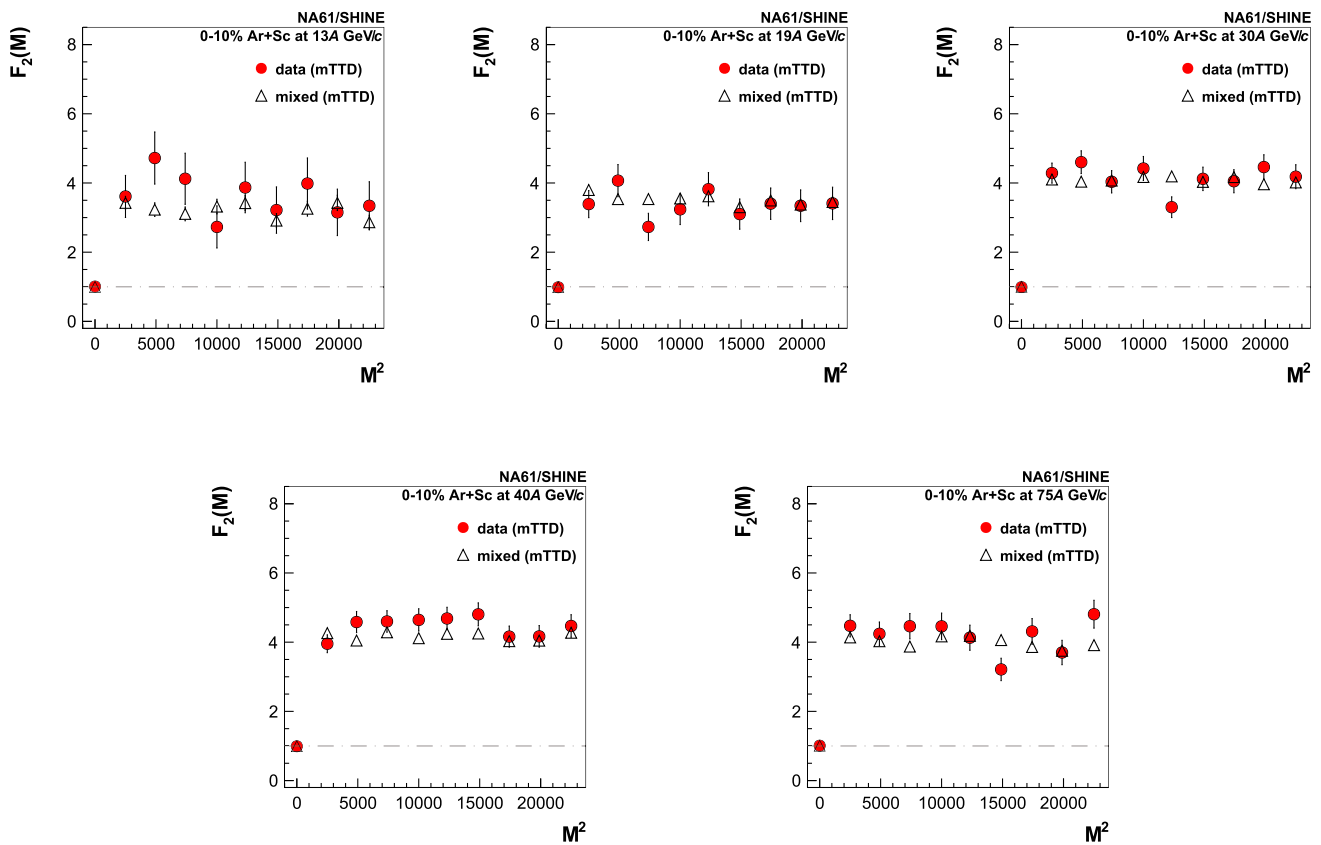 NA61/SHINE
0-10% Ar+Sc at 13A GeV/c
F2(M)
data (mTTD)
mixed (mTTD)
8
6
4
2
0
0 5000 10000 15000 20000
M²
NA61/SHINE
0-10% Ar+Sc at 19A GeV/c
F2(M)
data (mTTD)
mixed (mTTD)
8
6
4
2
0
0 5000 10000 15000 20000
M²
NA61/SHINE
0-10% Ar+Sc at 30A GeV/c
F2(M)
data (mTTD)
mixed (mTTD)
8
6
4
2
0
0 5000 10000 15000 20000
M²
NA61/SHINE
0-10% Ar+Sc at 40A GeV/c
F2(M)
data (mTTD)
mixed (mTTD)
8
6
4
2
0
0 5000 10000 15000 20000
M²
NA61/SHINE
0-10% Ar+Sc at 75A GeV/c
F2(M)
data (mTTD)
mixed (mTTD)
8
6
4
2
0
0 5000 10000 15000 20000
M²